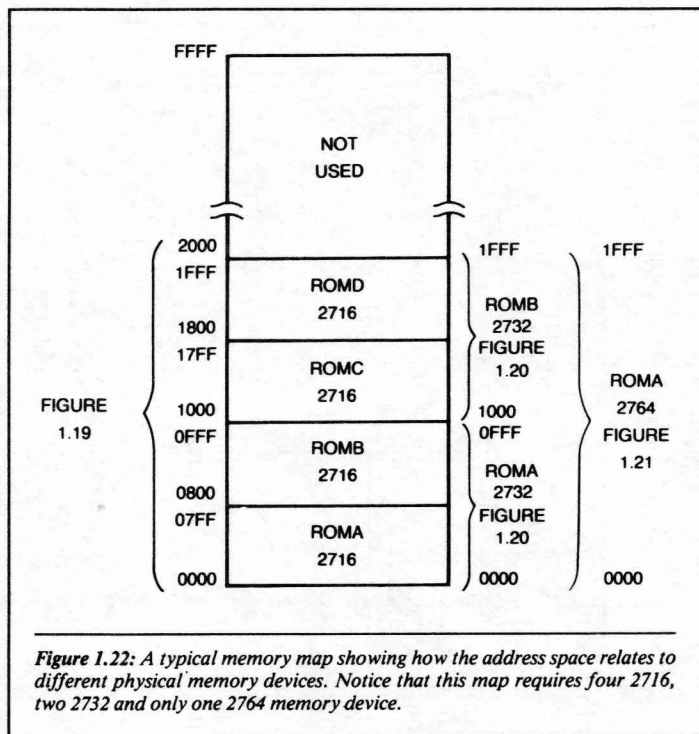 FFFF
NOT
USED
2000
1FFF
1800
17FF
1000
0FFF
0800
07FF
0000
FIGURE
1.19
ROMD
2716
ROMC
2716
ROMB
2716
ROMA
2716
1FFF
ROMB
2732
FIGURE
1.20
1000
0FFF
ROMA
2732
FIGURE
1.20
0000
1FFF
ROMA
2764
FIGURE
1.21
0000
Figure 1.22: A typical memory map showing how the address space relates to
different physical memory devices. Notice that this map requires four 2716,
two 2732 and only one 2764 memory device.